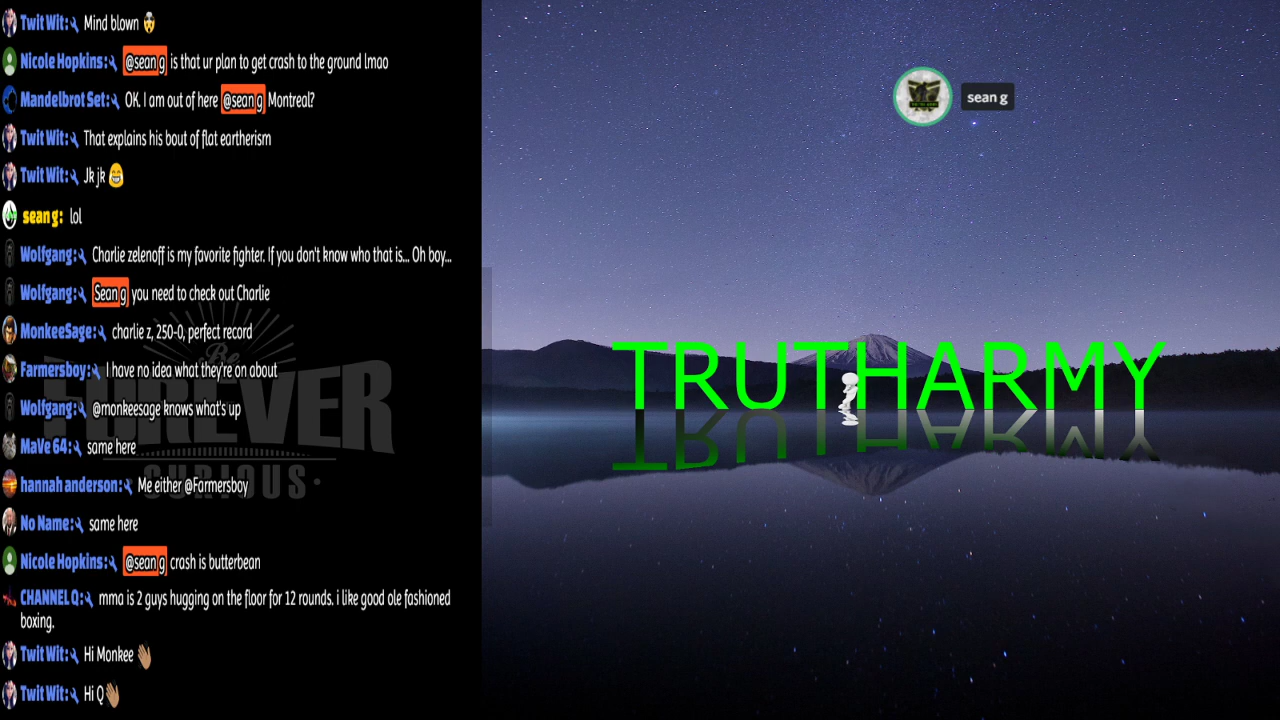 Twit Wit: Mind blown 🤯
Nicole Hopkins: @sean g is that ur plan to get crash to the ground lmao
Mandelbrot Set: OK. I am out of here @sean g Montreal?
Twit Wit: That explains his bout of flat eartherism
Twit Wit: Jk jk 😁
sean g: lol
Wolfgang: Charlie zelenoff is my favorite fighter. If you don't know who that is... Oh boy...
Wolfgang: Sean g you need to check out Charlie
MonkeeSage: charlie z, 250-0, perfect record
Farmersboy: I have no idea what they're on about
Wolfgang: @monkeesage knows what's up
MaVe 64: same here
hannah anderson: Me either @Farmersboy
No Name: same here
Nicole Hopkins: @sean g crash is butterbean
CHANNEL Q: mma is 2 guys hugging on the floor for 12 rounds. i like good ole fashioned
boxing.
Twit Wit: Hi Monkee 👋🏽
Twit Wit: Hi Q 👋🏽
Be
FOREVER
CURIOUS
sean g
TRUTHARMY